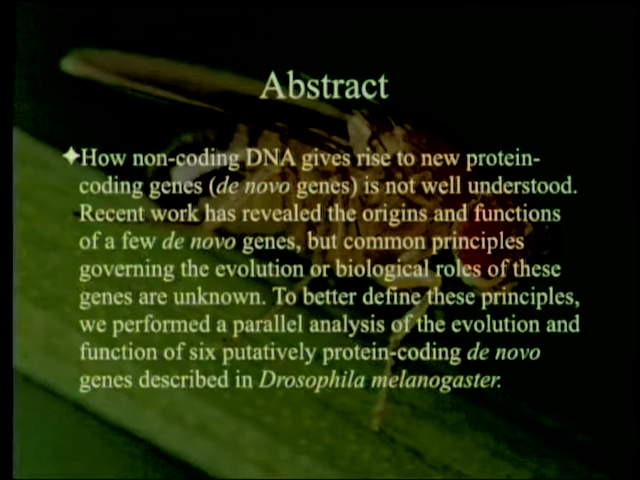 Abstract
How non-coding DNA gives rise to new protein-
coding genes (de novo genes) is not well understood.
Recent work has revealed the origins and functions
of a few de novo genes, but common principles
governing the evolution or biological roles of these
genes are unknown. To better define these principles,
we performed a parallel analysis of the evolution and
function of six putatively protein-coding de novo
genes described in Drosophila melanogaster.